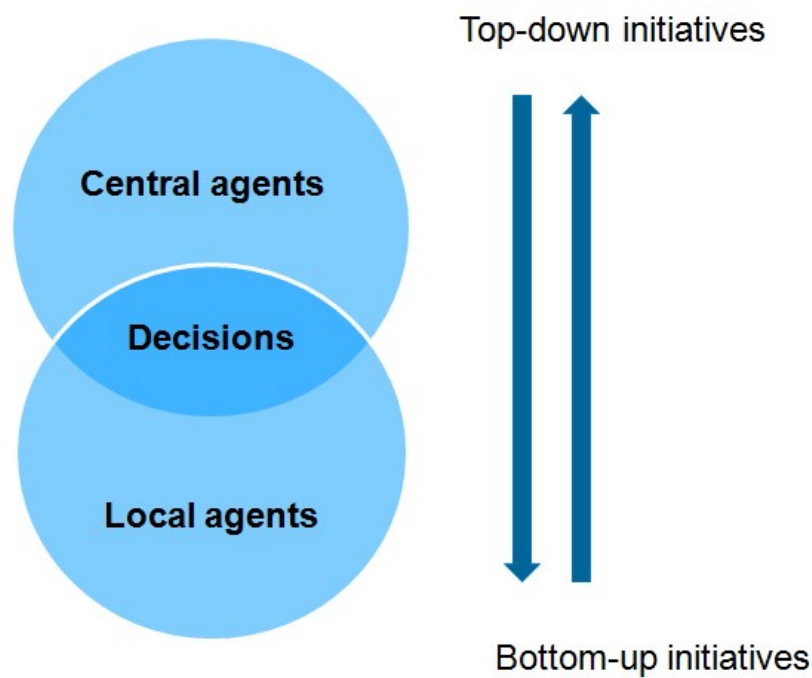 Top-down initiatives
Central agents
Decisions
Local agents
Bottom-up initiatives